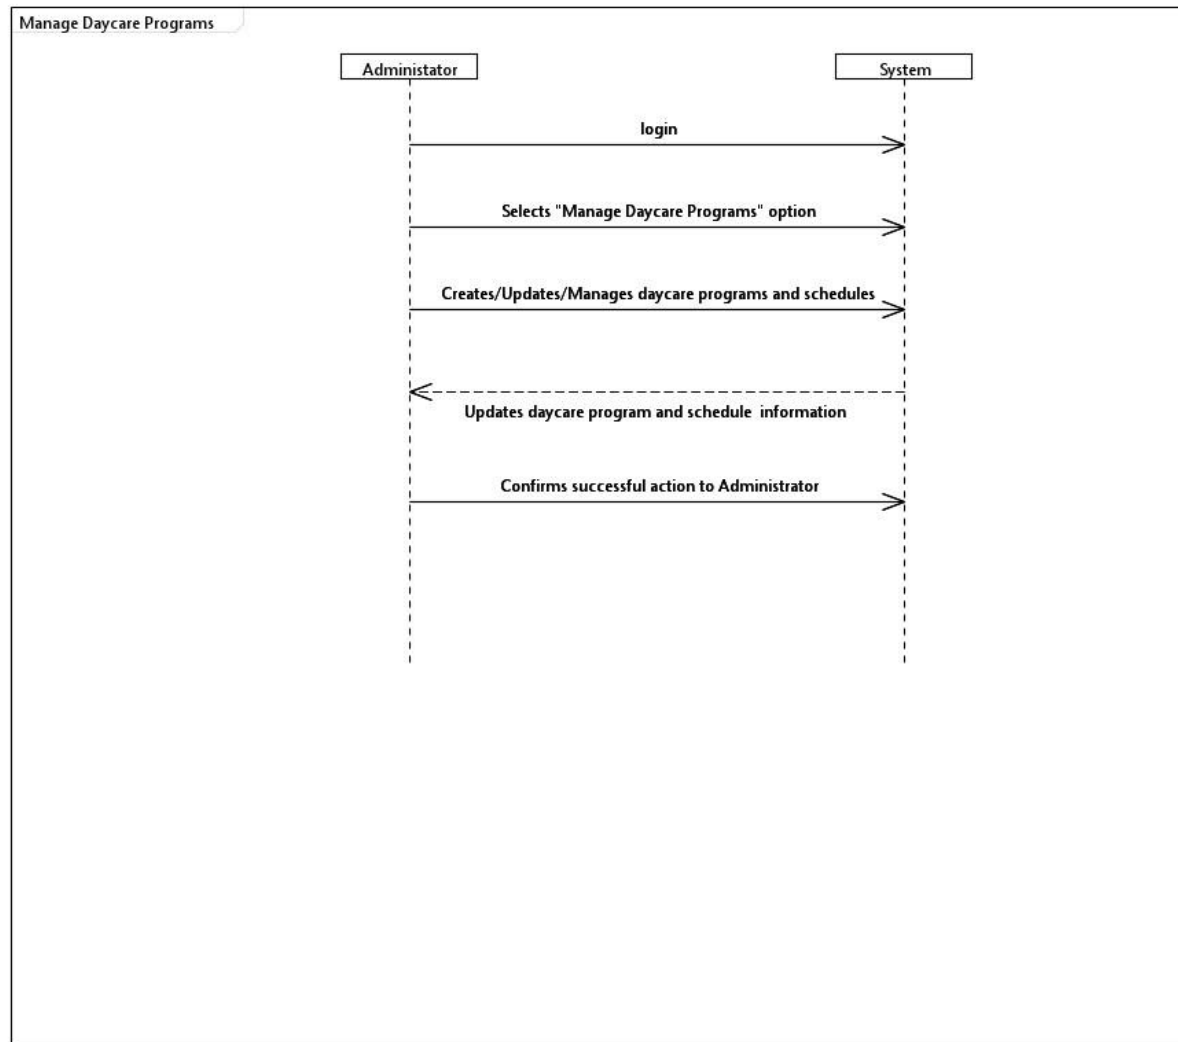 Manage Daycare Programs
Administator
System
login
Selects "Manage Daycare Programs" option
Creates/Updates/Manages daycare programs and schedules
Updates daycare program and schedule  information
Confirms successful action to Administrator